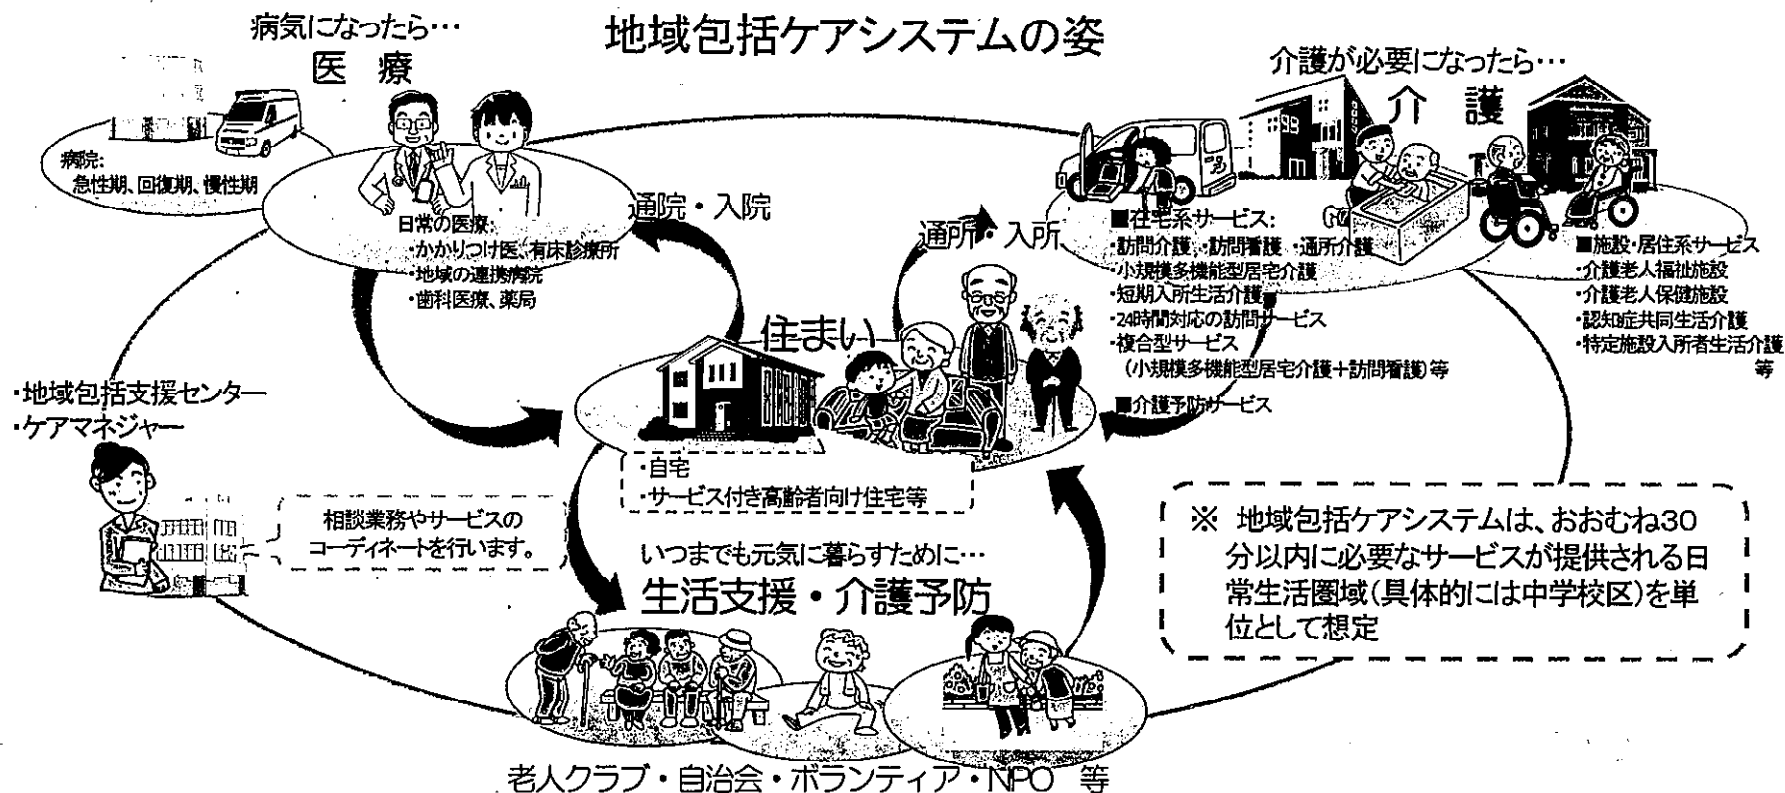 地域包括ケアシステムの姿
病気になったら…
医 療
病院:
急性期、回復期、慢性期
日常の医療:
・かかりつけ医、有床診療所
・地域の連携病院
・歯科医療、薬局
通院・入院
介護が必要になったら…
介 護
通所・入所
■在宅系サービス:
・訪問介護・訪問看護・通所介護
・小規模多機能型居宅介護
・短期入所生活介護
・24時間対応の訪問サービス
・複合型サービス
(小規模多機能型居宅介護+訪問看護)等
■介護予防サービス
■施設・居住系サービス
・介護老人福祉施設
・介護老人保健施設
・認知症共同生活介護
・特定施設入所者生活介護
等
住まい
・自宅
・サービス付き高齢者向け住宅等
・地域包括支援センター
・ケアマネジャー
相談業務やサービスの
コーディネートを行います。
いつまでも元気に暮らすために…
生活支援・介護予防
老人クラブ・自治会・ボランティア・NPO 等
※ 地域包括ケアシステムは、おおむね30
分以内に必要なサービスが提供される日
常生活圏域(具体的には中学校区)を単
位として想定